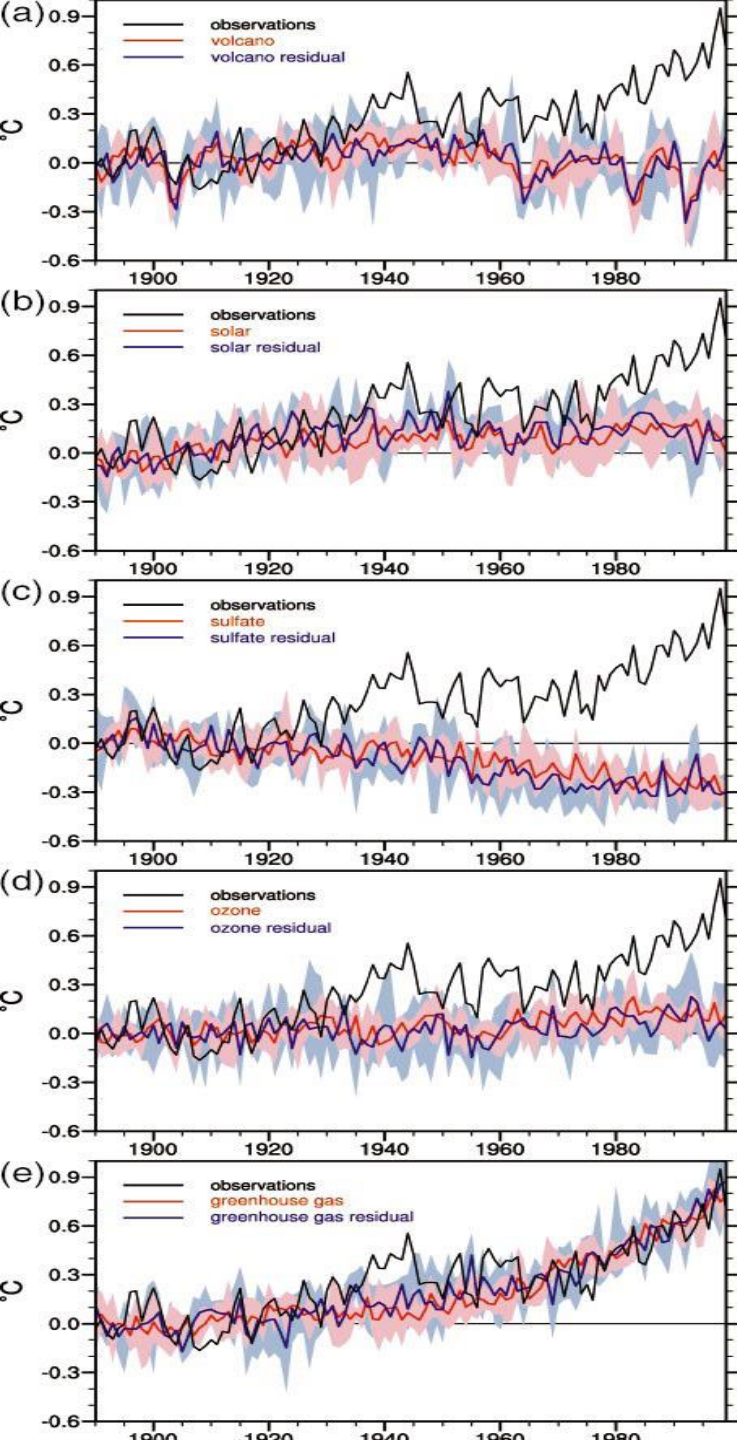 (a)
0.9
observations
volcano
volcano residual
0.6
0.3
°C
0.0
-0.3
-0.6
1900 1920 1940 1960 1980
(b)
0.9
observations
solar
solar residual
0.6
0.3
°C
0.0
-0.3
-0.6
1900 1920 1940 1960 1980
(c)
0.9
observations
sulfate
sulfate residual
0.6
0.3
°C
0.0
-0.3
-0.6
1900 1920 1940 1960 1980
(d)
0.9
observations
ozone
ozone residual
0.6
0.3
°C
0.0
-0.3
-0.6
1900 1920 1940 1960 1980
(e)
0.9
observations
greenhouse gas
greenhouse gas residual
0.6
0.3
°C
0.0
-0.3
-0.6
1900 1920 1940 1960 1980